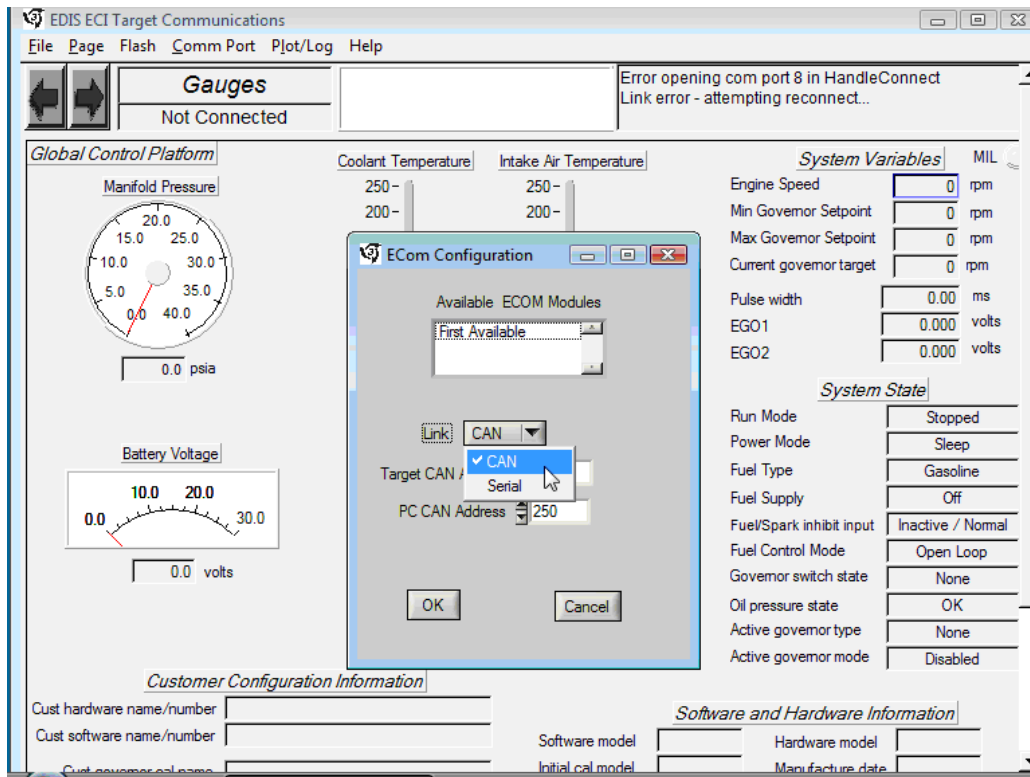 EDIS ECI Target Communications
File Page Flash Comm Port Plot/Log Help
Gauges
Not Connected
Error opening com port 8 in HandleConnect
Link error - attempting reconnect...
Global Control Platform
Manifold Pressure
20.0
15.0 25.0
10.0 30.0
5.0 35.0
0.0 40.0
0.0 psia
Battery Voltage
10.0 20.0
0.0 30.0
0.0 volts
Coolant Temperature
250
200
Intake Air Temperature
250
200
ECom Configuration
Available ECOM Modules
First Available
Link CAN
CAN
Serial
Target CAN
PC CAN Address 250
OK Cancel
System Variables MIL
Engine Speed 0 rpm
Min Governor Setpoint 0 rpm
Max Governor Setpoint 0 rpm
Current governor target 0 rpm
Pulse width 0.00 ms
EGO1 0.000 volts
EGO2 0.000 volts
System State
Run Mode Stopped
Power Mode Sleep
Fuel Type Gasoline
Fuel Supply Off
Fuel/Spark inhibit input Inactive / Normal
Fuel Control Mode Open Loop
Governor switch state None
Oil pressure state OK
Active governor type None
Active governor mode Disabled
Customer Configuration Information
Cust hardware name/number
Cust software name/number
Cust governor cal name
Software and Hardware Information
Software model Hardware model
Initial cal model Manufacture date